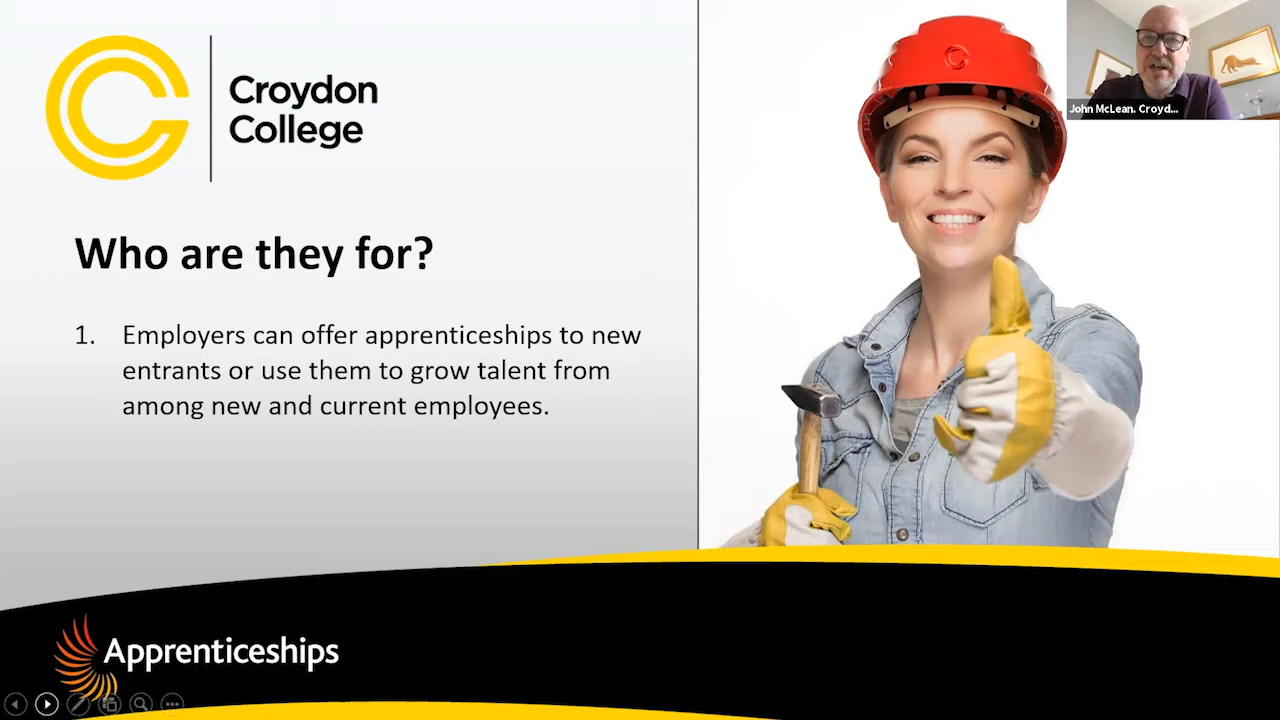 Croydon
College
John McLean. Croyd...
Who are they for?
1. Employers can offer apprenticeships to new
entrants or use them to grow talent from
among new and current employees.
Apprenticeships